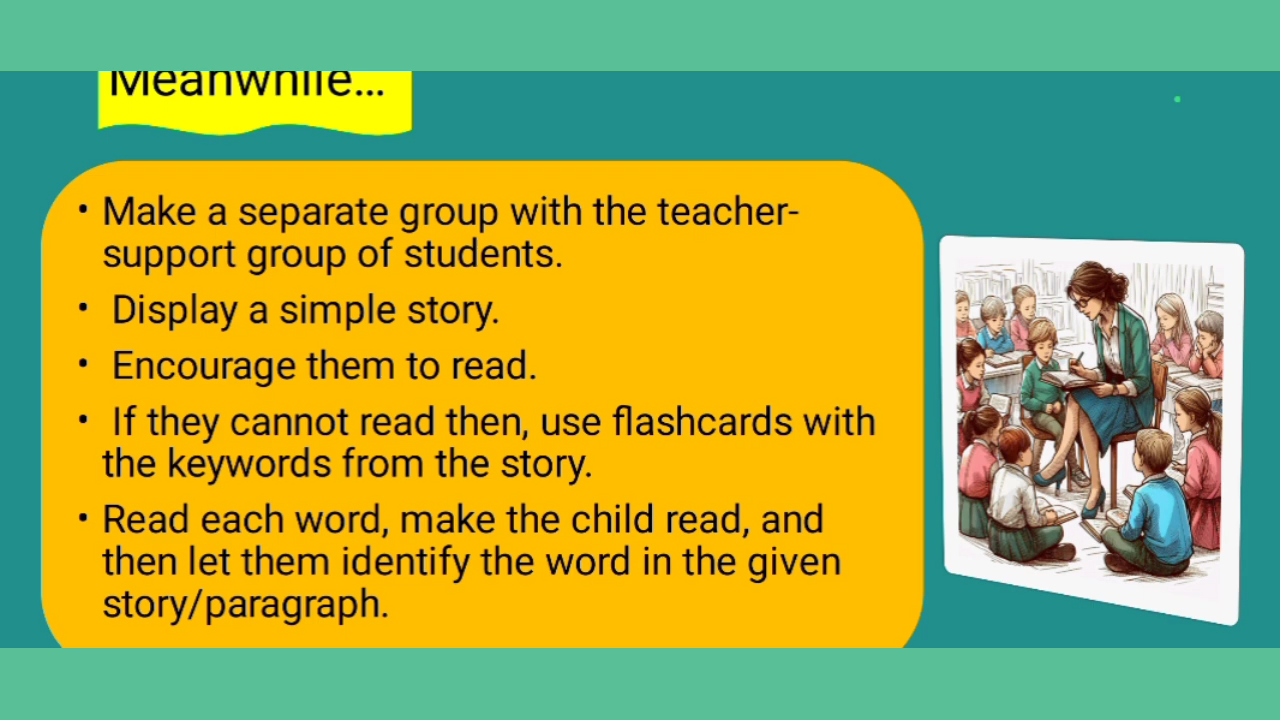 Meanwhile...
• Make a separate group with the teacher-
support group of students.
• Display a simple story.
• Encourage them to read.
• If they cannot read then, use flashcards with
the keywords from the story.
• Read each word, make the child read, and
then let them identify the word in the given
story/paragraph.